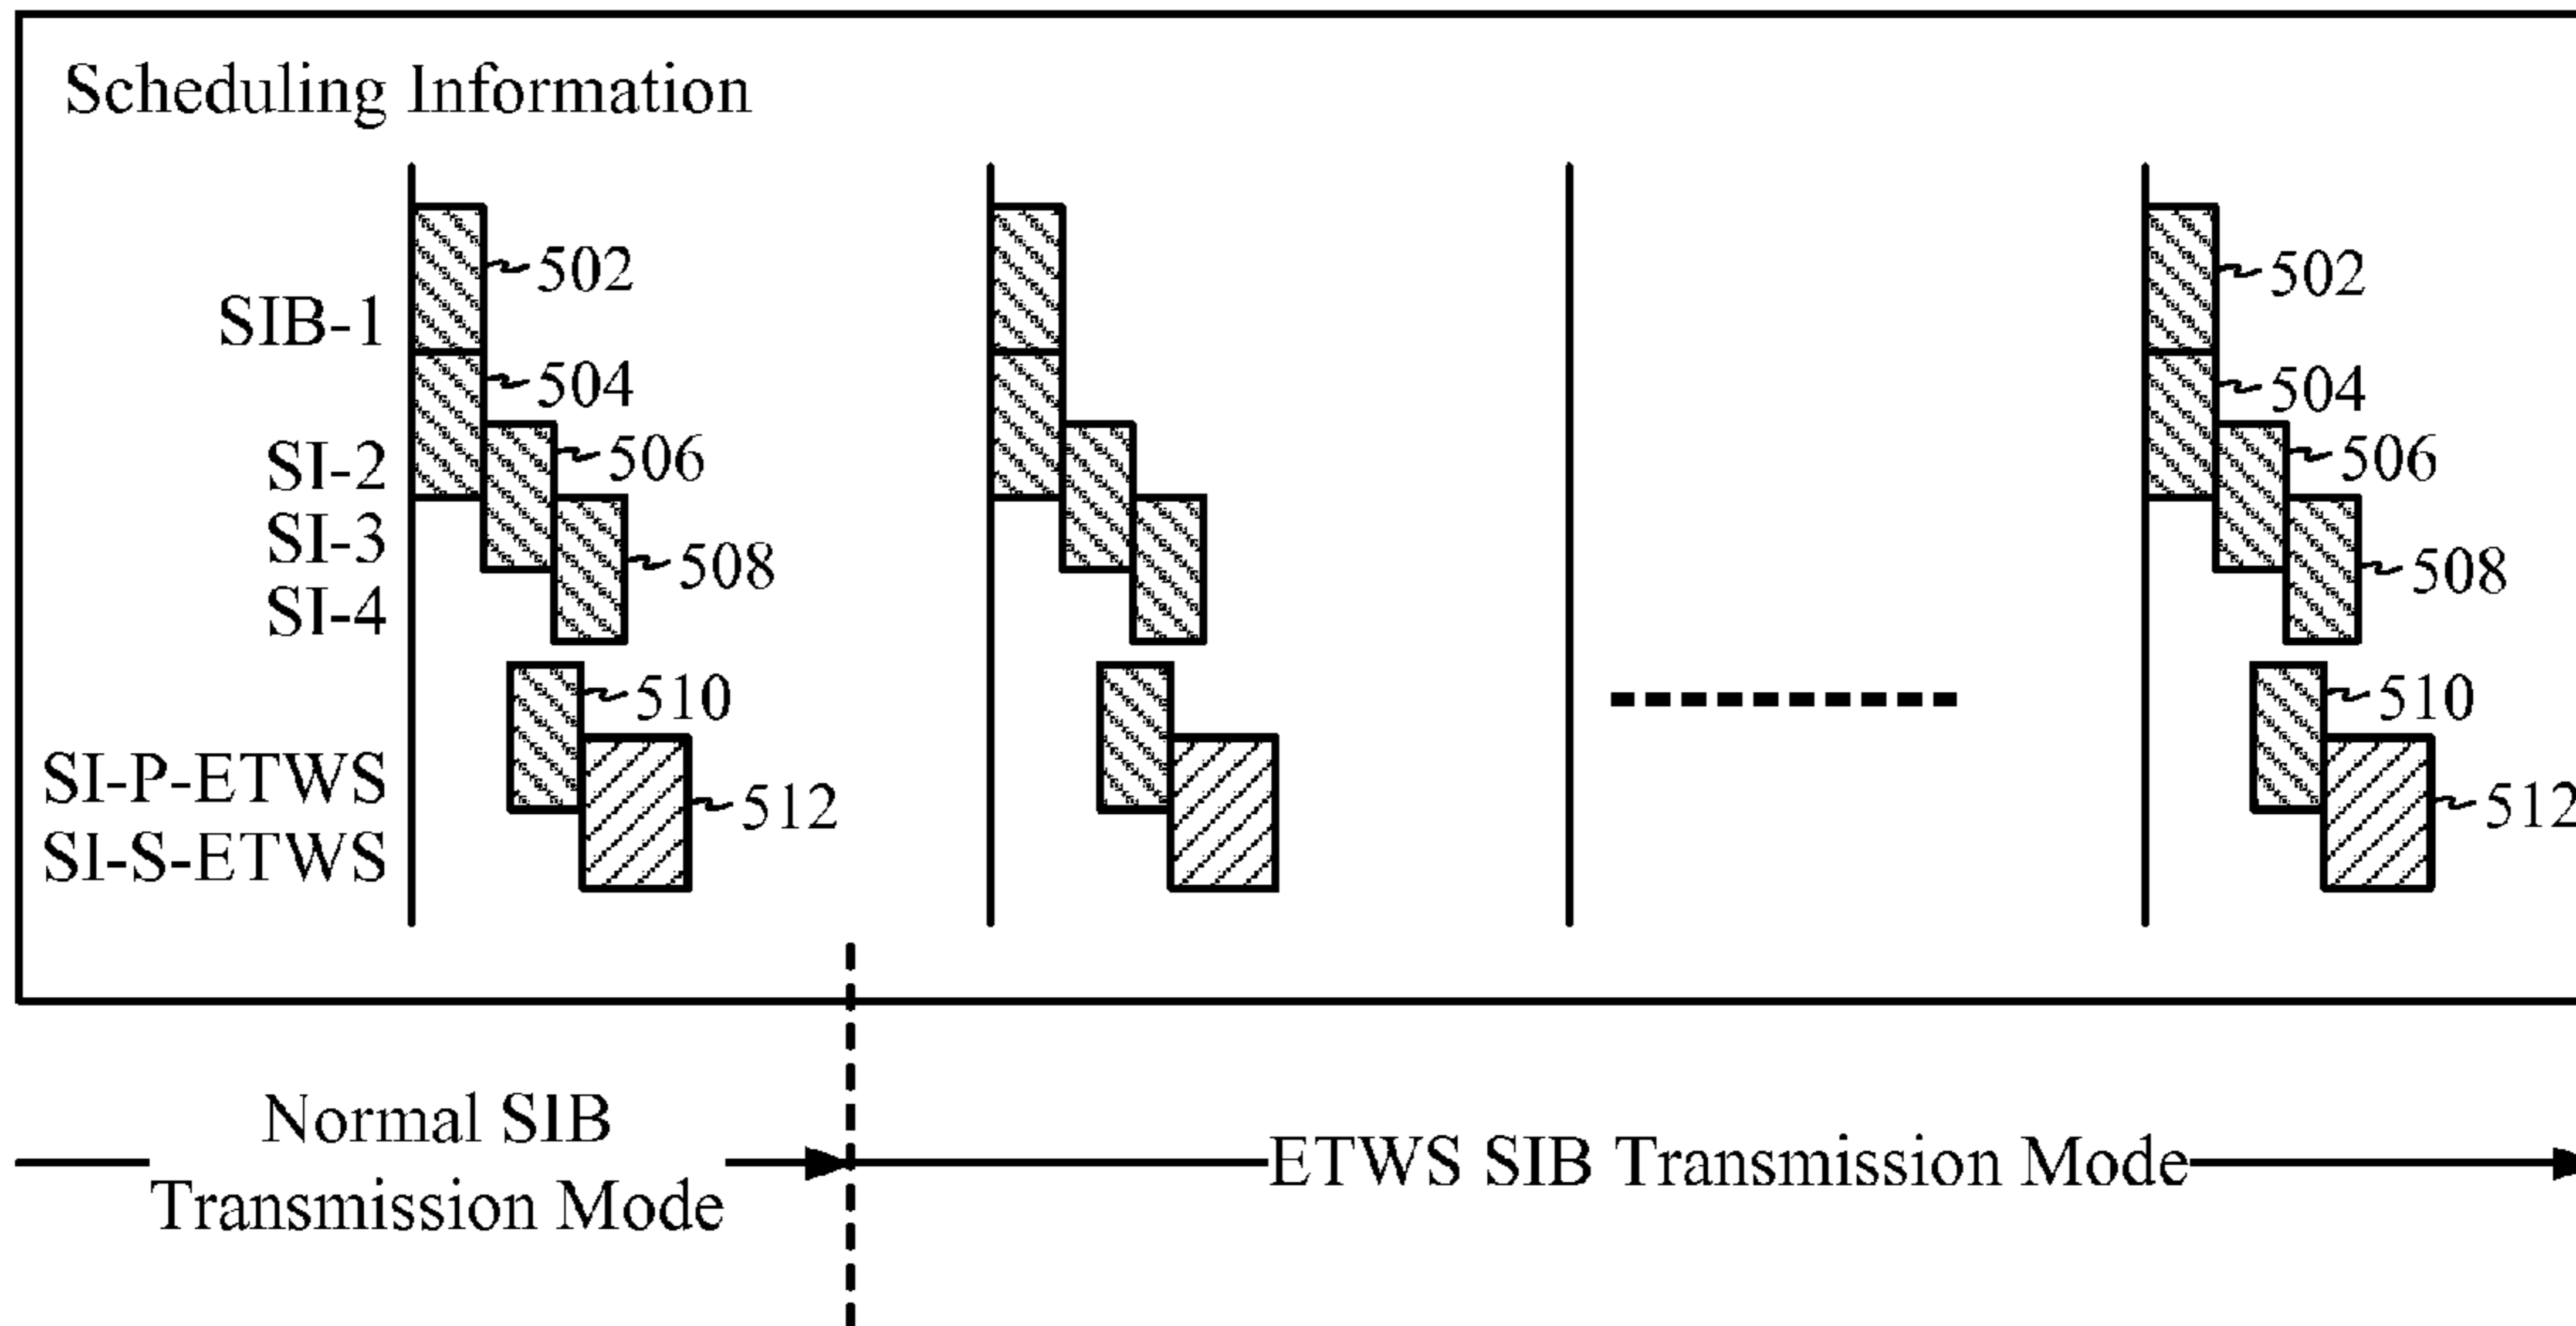 Scheduling Information
SIB-1
SI-2
SI-3
SI-4
SI-P-ETWS
SI-S-ETWS
502
504
506
508
510
512
502
504
506
508
510
512
Normal SIB
Transmission Mode
ETWS SIB Transmission Mode